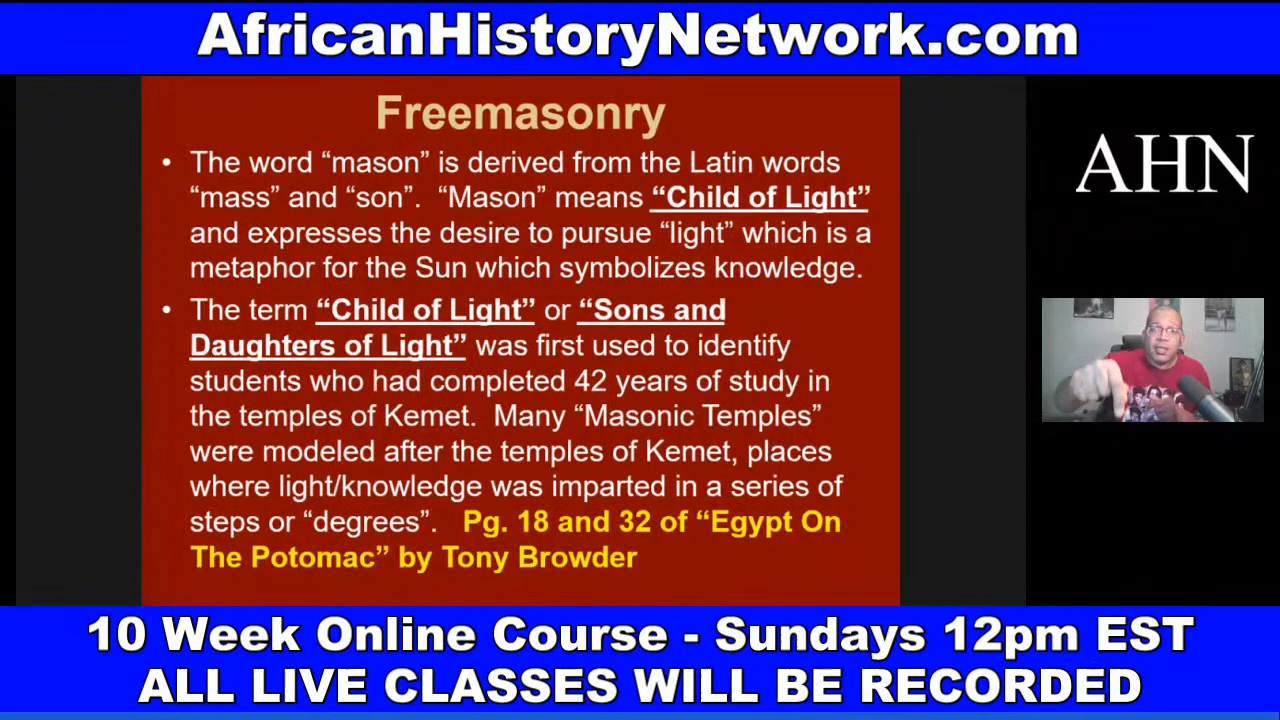 AfricanHistoryNetwork.com
Freemasonry
• The word “mason” is derived from the Latin words
“mass” and “son”. “Mason” means “Child of Light”
and expresses the desire to pursue “light” which is a
metaphor for the Sun which symbolizes knowledge.
• The term “Child of Light” or “Sons and
Daughters of Light” was first used to identify
students who had completed 42 years of study in
the temples of Kemet. Many “Masonic Temples”
were modeled after the temples of Kemet, places
where light/knowledge was imparted in a series of
steps or “degrees”. Pg. 18 and 32 of “Egypt On
The Potomac” by Tony Browder
AHN
10 Week Online Course - Sundays 12pm EST
ALL LIVE CLASSES WILL BE RECORDED